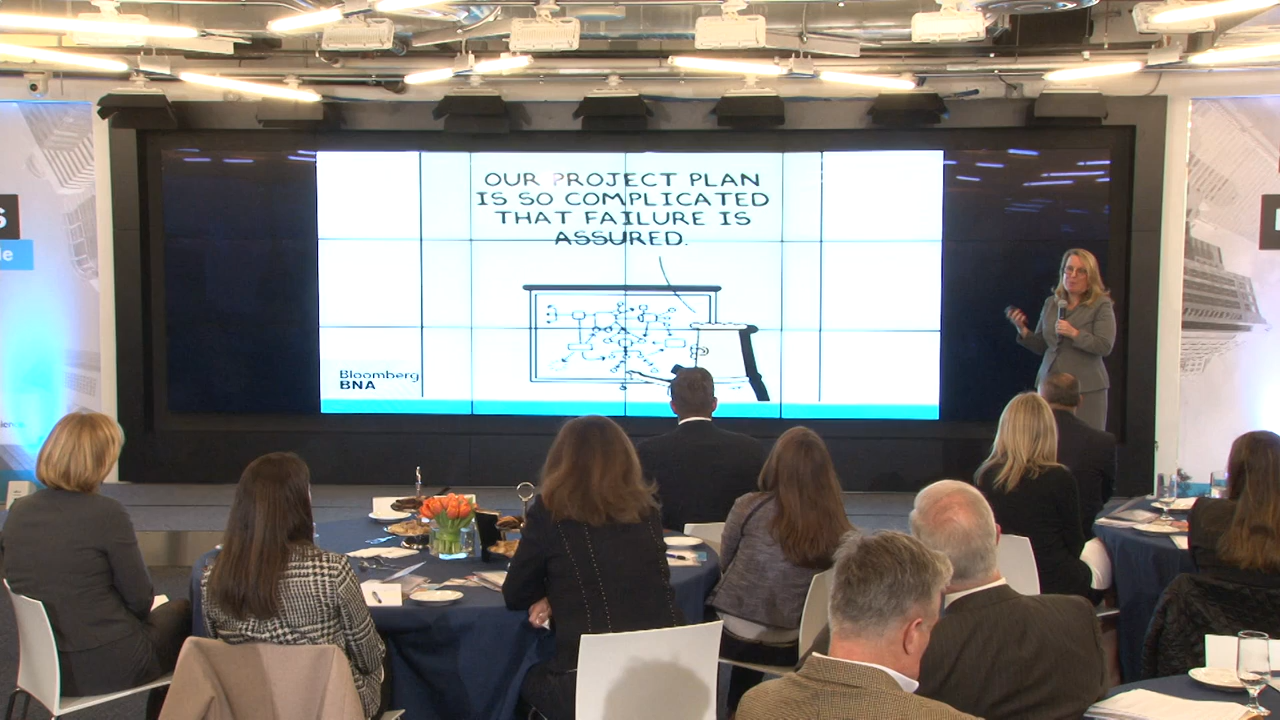 OUR PROJECT PLAN
IS SO COMPLICATED
THAT FAILURE IS
ASSURED.
Bloomberg
BNA